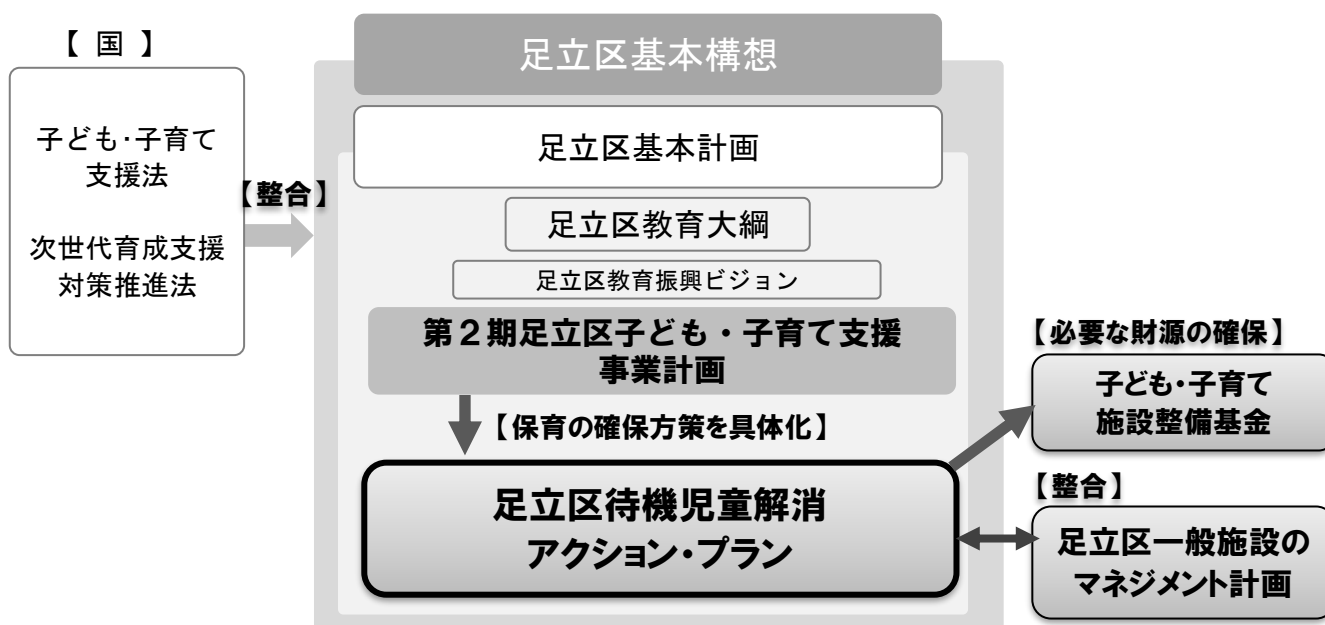 【 国 】
子ども・子育て
支援法
次世代育成支援
対策推進法
【整合】
足立区基本構想
足立区基本計画
足立区教育大綱
足立区教育振興ビジョン
第２期足立区子ども・子育て支援
事業計画
【保育の確保方策を具体化】
足立区待機児童解消
アクション・プラン
【必要な財源の確保】
子ども・子育て
施設整備基金
【整合】
足立区一般施設の
マネジメント計画